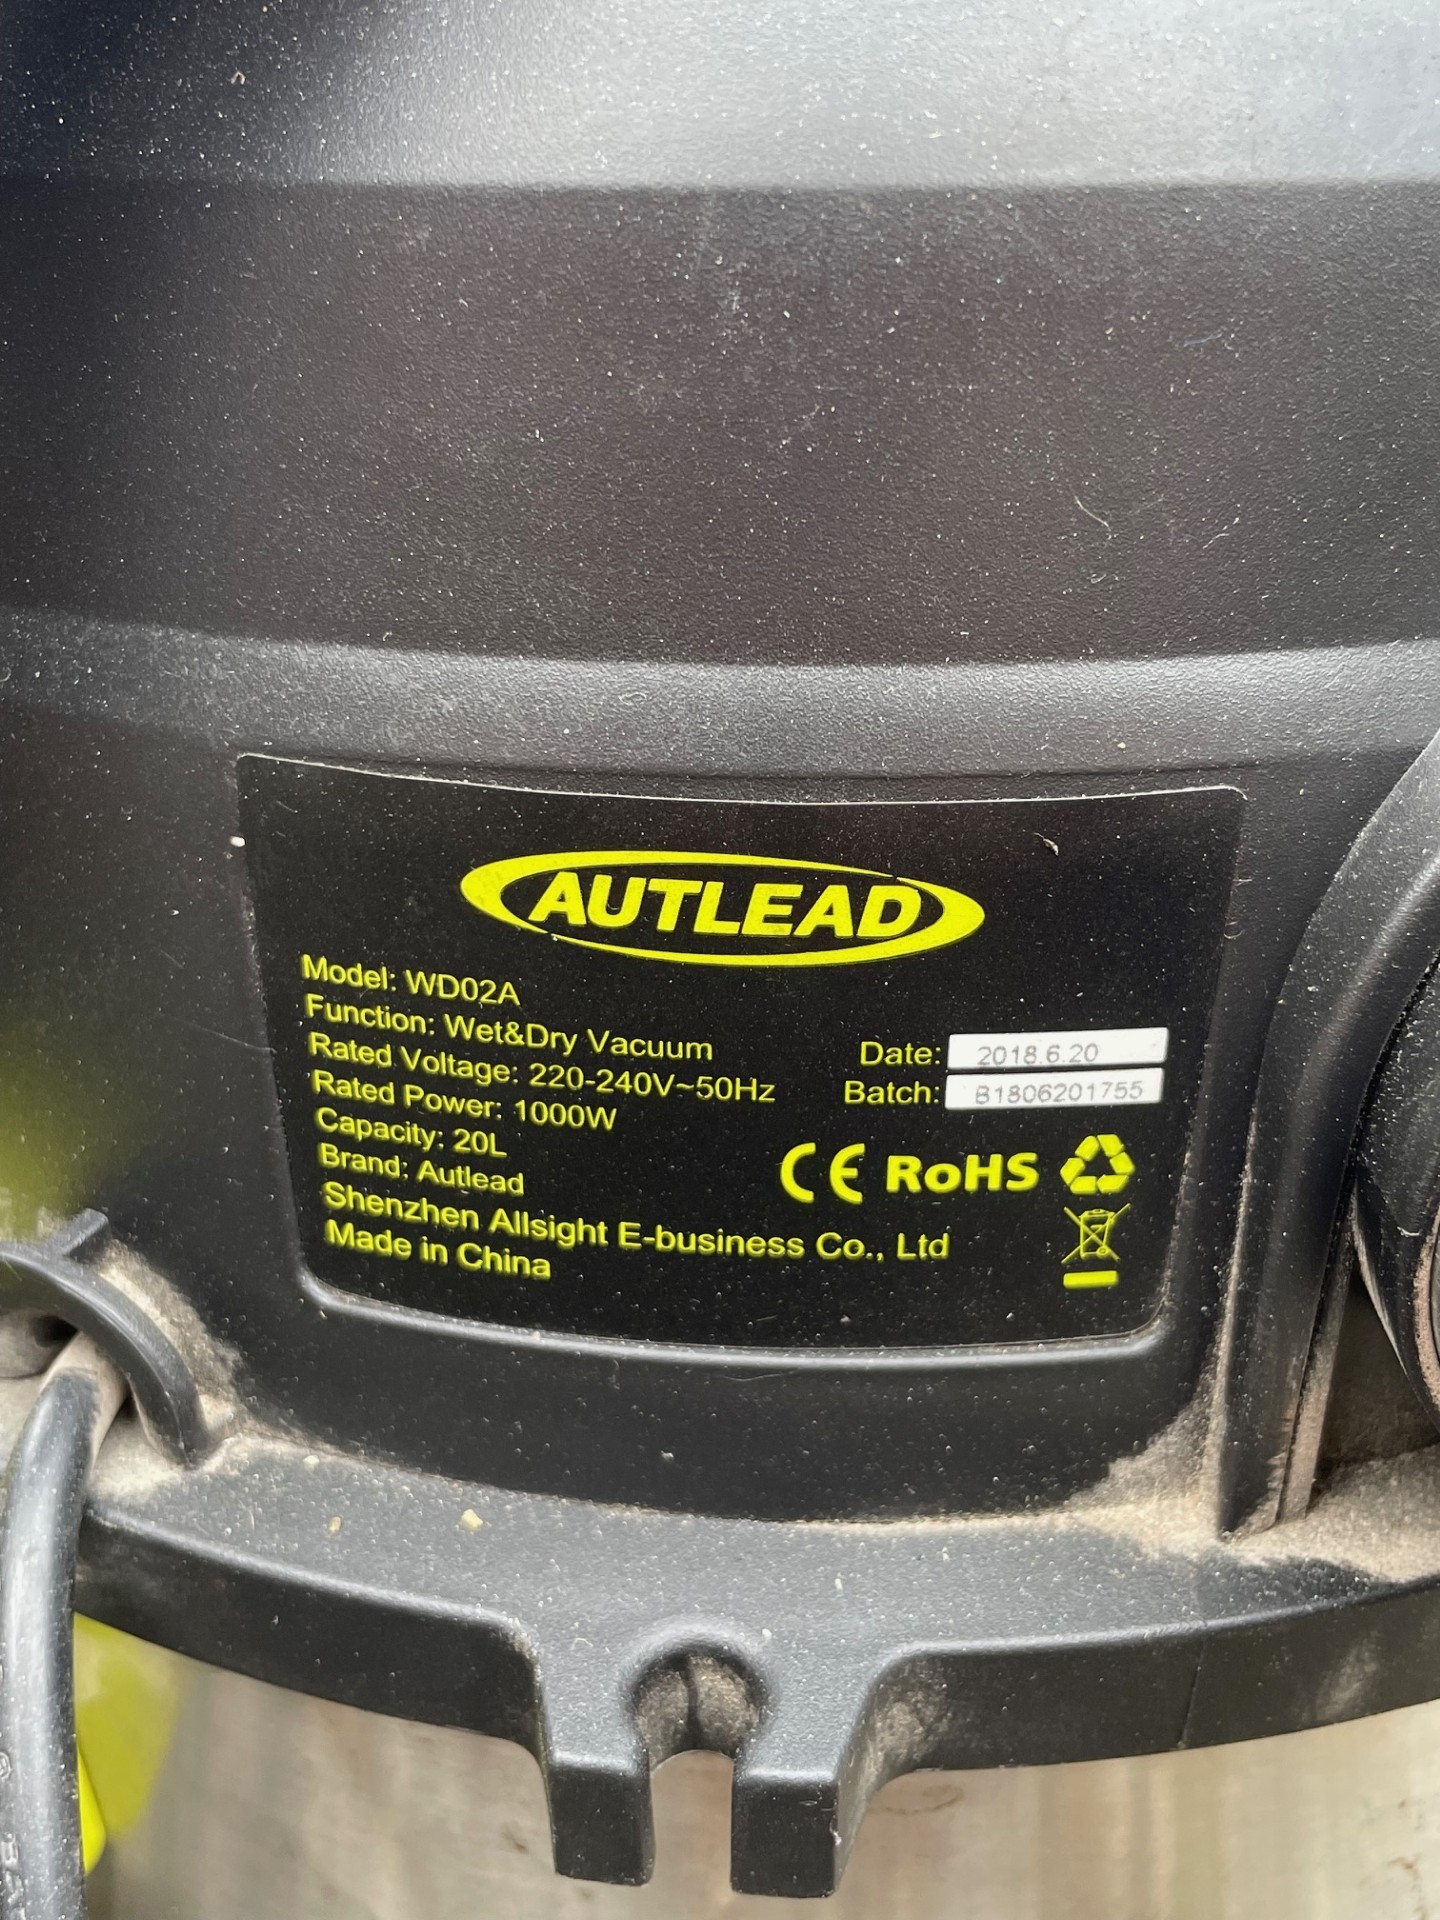 AUTLEAD
Model: WD02A
Function: Wet&Dry Vacuum
Rated Voltage: 220-240V~50Hz
Rated Power: 1000W
Capacity: 20L
Brand: Autlead
Shenzhen Allsight E-business Co., Ltd
Made in China
Date: 2018.6.20
Batch: B1806201755
CE RoHS